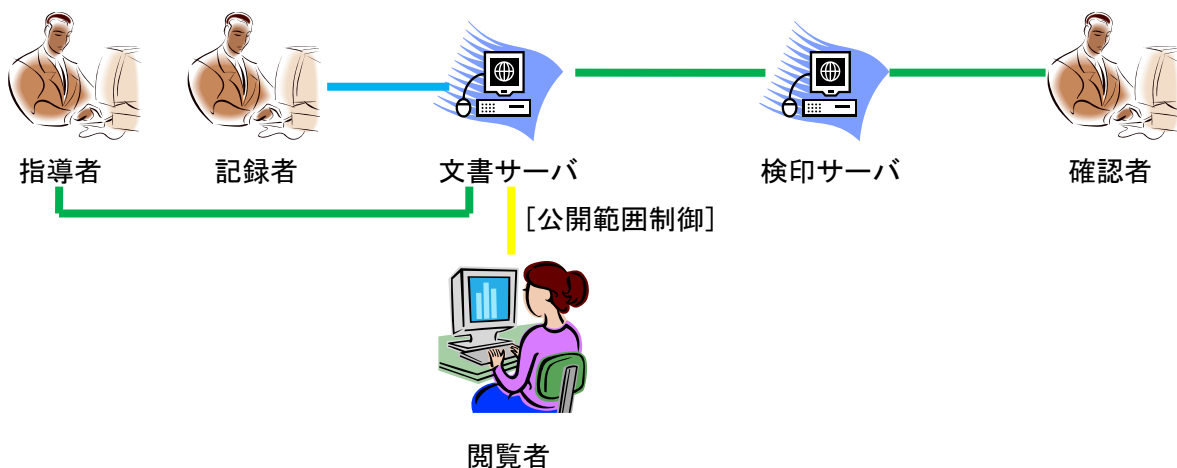 指導者
記録者
文書サーバ
検印サーバ
確認者
[公開範囲制御]
閲覧者